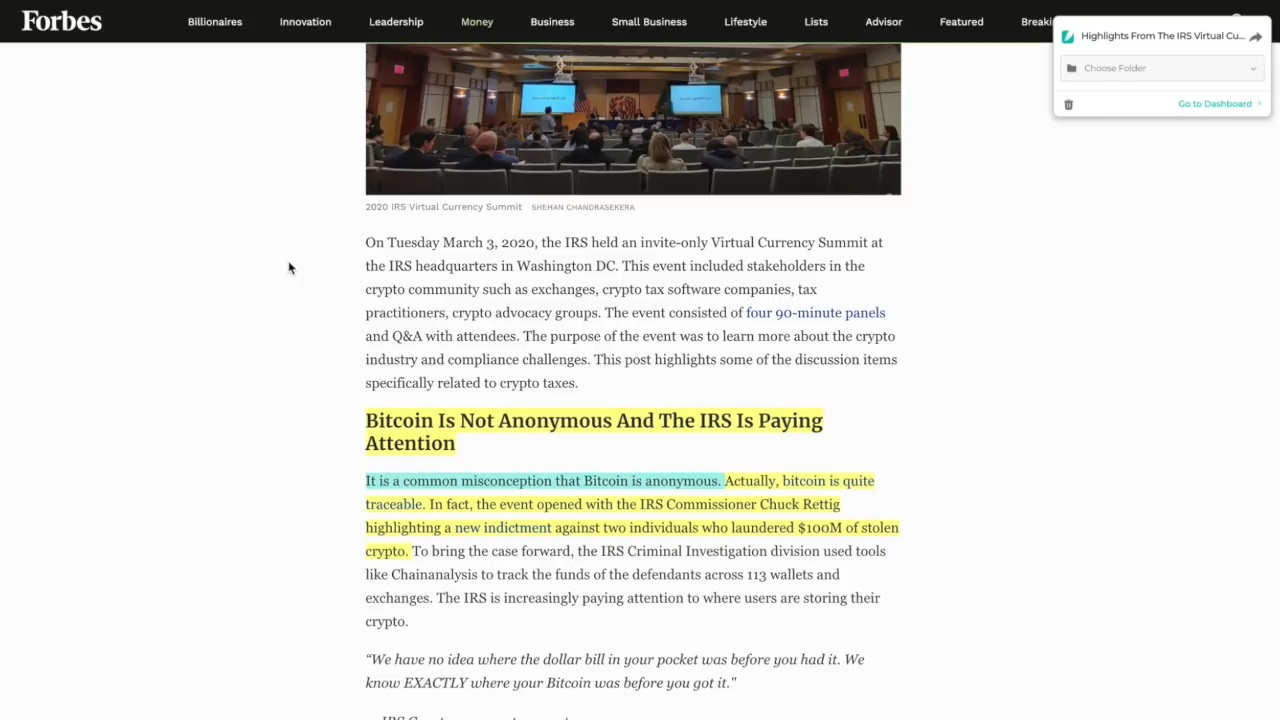 Forbes
Billionaires Innovation Leadership Money Business Small Business Lifestyle Lists Advisor Featured
Highlights From The IRS Virtual Cu...
Choose Folder
Go to Dashboard
2020 IRS Virtual Currency Summit SHEHAN CHANDRASEKERA
On Tuesday March 3, 2020, the IRS held an invite-only Virtual Currency Summit at
the IRS headquarters in Washington DC. This event included stakeholders in the
crypto community such as exchanges, crypto tax software companies, tax
practitioners, crypto advocacy groups. The event consisted of four 90-minute panels
and Q&A with attendees. The purpose of the event was to learn more about the crypto
industry and compliance challenges. This post highlights some of the discussion items
specifically related to crypto taxes.
Bitcoin Is Not Anonymous And The IRS Is Paying
Attention
It is a common misconception that Bitcoin is anonymous. Actually, bitcoin is quite
traceable. In fact, the event opened with the IRS Commissioner Chuck Rettig
highlighting a new indictment against two individuals who laundered $100M of stolen
crypto. To bring the case forward, the IRS Criminal Investigation division used tools
like Chainanalysis to track the funds of the defendants across 113 wallets and
exchanges. The IRS is increasingly paying attention to where users are storing their
crypto.
“We have no idea where the dollar bill in your pocket was before you had it. We
know EXACTLY where your Bitcoin was before you got it."